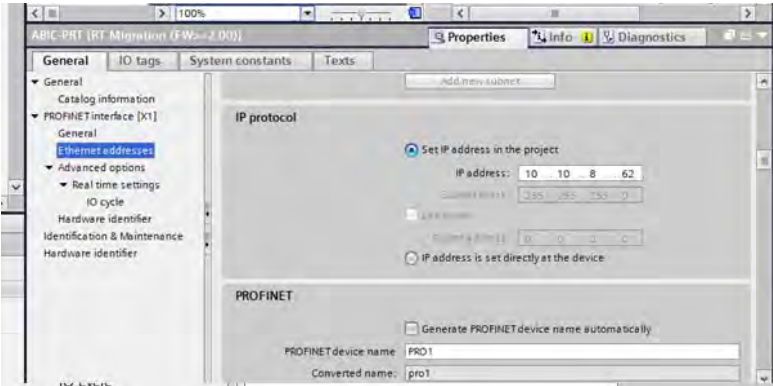 100%
ABIC-PRT [RT Migration (FW>=2.00)]
Properties
Info
Diagnostics
General
IO tags
System constants
Texts
General
Catalog information
PROFINET interface [X1]
General
Ethernet addresses
Advanced options
Real time settings
IO cycle
Hardware identifier
Identification & Maintenance
Hardware identifier
Add new subnet
IP protocol
Set IP address in the project
IP address: 10 . 10 . 8 . 62
255 . 255 . 255 . 0
0 . 0 . 0 . 0
IP address is set directly at the device
PROFINET
Generate PROFINET device name automatically
PROFINET device name PRO1
Converted name: pro1